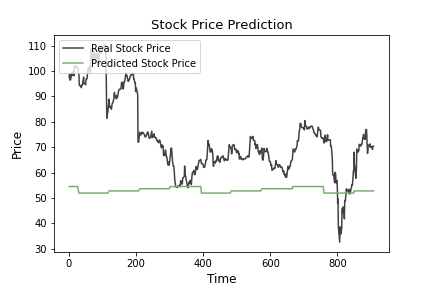 Stock Price Prediction
Real Stock Price
Predicted Stock Price
110
100
90
80
70
60
50
40
30
Price
0 200 400 600 800
Time